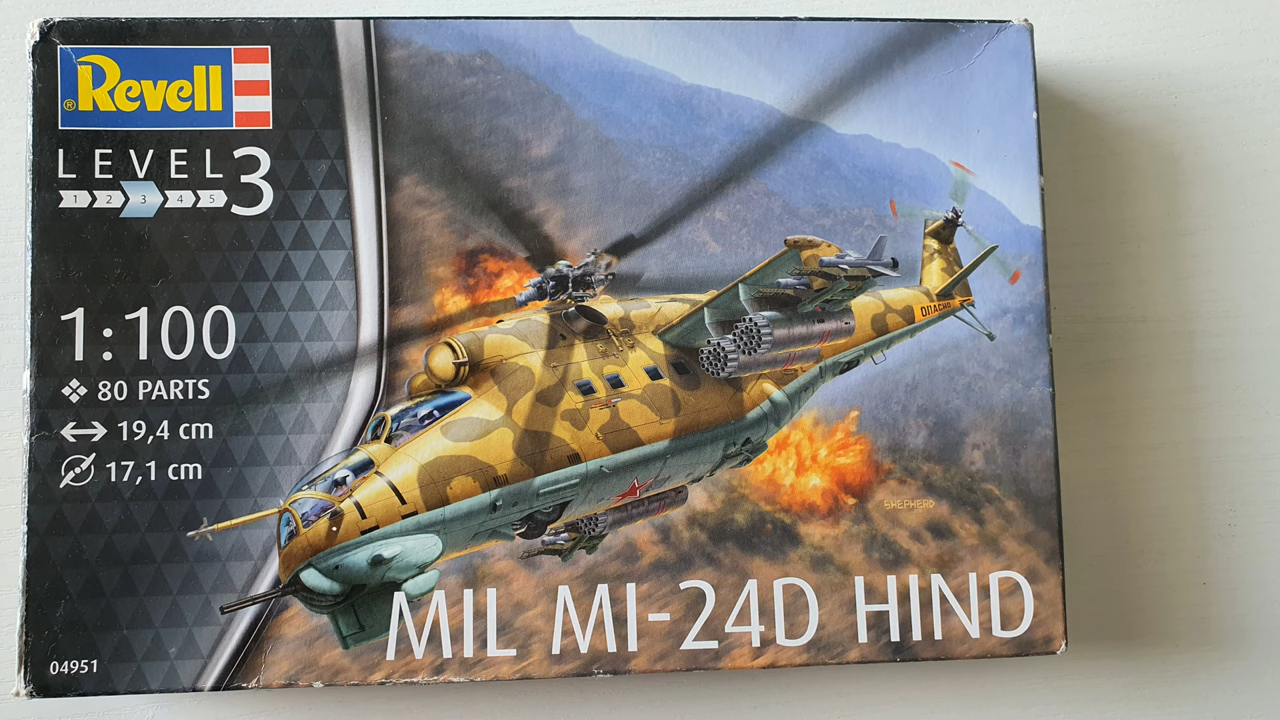 ® Revell
LEVEL 3
1 2 3 4 5
1:100
80 PARTS
19,4 cm
17,1 cm
ОПАСНО
SHEPHERD
MIL MI-24D HIND
04951